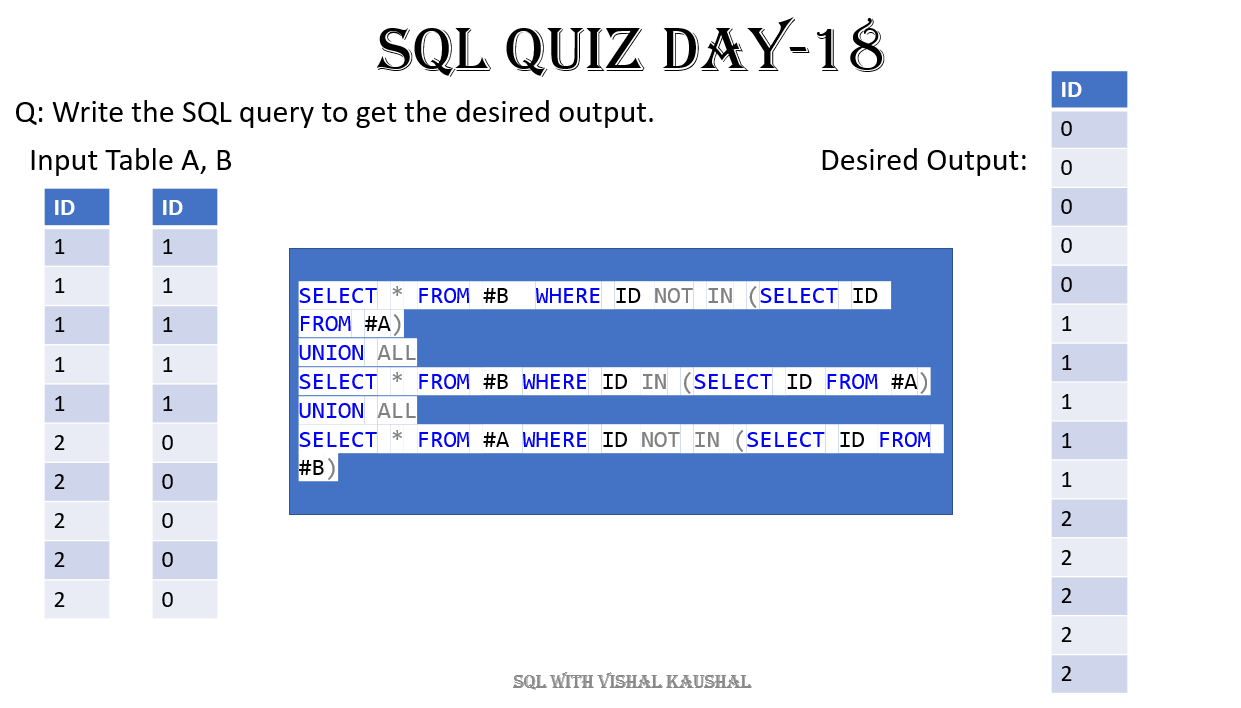 SQL QUIZ DAY-18
Q: Write the SQL query to get the desired output.
Input Table A, B
Desired Output:
ID
1
1
1
1
1
2
2
2
2
2
ID
1
1
1
1
1
0
0
0
0
0
SELECT * FROM #B  WHERE ID NOT IN (SELECT ID
FROM #A)
UNION ALL
SELECT * FROM #B WHERE ID IN (SELECT ID FROM #A)
UNION ALL
SELECT * FROM #A WHERE ID NOT IN (SELECT ID FROM
#B)
ID
0
0
0
0
0
1
1
1
1
1
2
2
2
2
2
SQL WITH VISHAL KAUSHAL